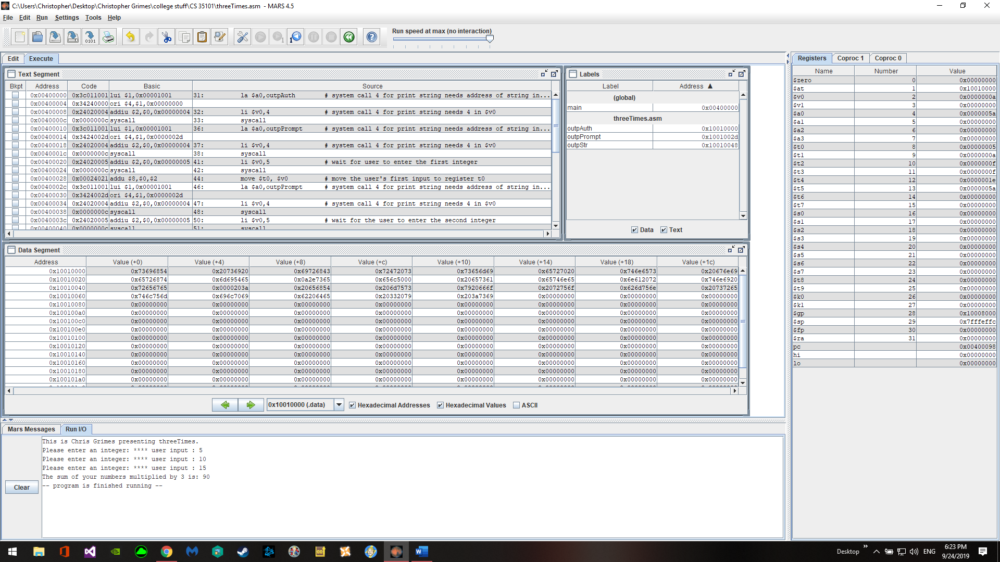 C:\Users\Christopher\Desktop\Christopher Grimes\college stuff\CS 35101\threeTimes.asm - MARS 4.5
File Edit Run Settings Tools Help
Run speed at max (no interaction)
Edit Execute
Text Segment
Bkpt Address Code Basic Source
0x00400000 0x3c011001 lui $1,0x00001001 31: la $a0,outpAuth # system call 4 for print string needs address of string in...
0x00400004 0x34240000 ori $4,$1,0x00000000
0x00400008 0x24020004 addiu $2,$0,0x00000004 32: li $v0,4 # system call 4 for print string needs 4 in $v0
0x0040000c 0x0000000c syscall 33: syscall
0x00400010 0x3c011001 lui $1,0x00001001 36: la $a0,outpPrompt # system call 4 for print string needs address of string in...
0x00400014 0x3424002d ori $4,$1,0x0000002d
0x00400018 0x24020004 addiu $2,$0,0x00000004 37: li $v0,4 # system call 4 for print string needs 4 in $v0
0x0040001c 0x0000000c syscall 38: syscall
0x00400020 0x24020005 addiu $2,$0,0x00000005 41: li $v0,5 # wait for user to enter the first integer
0x00400024 0x0000000c syscall 42: syscall
0x00400028 0x00024021 addu $8,$0,$2 44: move $t0, $v0 # move the user's first input to register t0
0x0040002c 0x3c011001 lui $1,0x00001001 46: la $a0,outpPrompt # system call 4 for print string needs address of string in...
0x00400030 0x3424002d ori $4,$1,0x0000002d
0x00400034 0x24020004 addiu $2,$0,0x00000004 47: li $v0,4 # system call 4 for print string needs 4 in $v0
0x00400038 0x0000000c syscall 48: syscall
0x0040003c 0x24020005 addiu $2,$0,0x00000005 50: li $v0,5 # wait for the user to enter the second integer
0x00400040 0x0000000c syscall 51: syscall
Labels
Label Address ▲
(global)
main 0x00400000
threeTimes.asm
outpAuth 0x10010000
outpPrompt 0x1001002d
outpStr 0x10010048
Data Text
Data Segment
Address Value (+0) Value (+4) Value (+8) Value (+c) Value (+10) Value (+14) Value (+18) Value (+1c)
0x10010000 0x73696854 0x20736920 0x69726843 0x72472073 0x73656d69 0x65727020 0x746e6573 0x20676e69
0x10010020 0x65726874 0x6d695465 0x0a2e7365 0x656c5000 0x20657361 0x65746e65 0x6e612072 0x746e6920
0x10010040 0x72656765 0x0000203a 0x20656854 0x206d7573 0x7920666f 0x2072756f 0x626d756e 0x20737265
0x10010060 0x746c756d 0x696c7069 0x62206465 0x20332079 0x203a7369 0x00000000 0x00000000 0x00000000
0x10010080 0x00000000 0x00000000 0x00000000 0x00000000 0x00000000 0x00000000 0x00000000 0x00000000
0x100100a0 0x00000000 0x00000000 0x00000000 0x00000000 0x00000000 0x00000000 0x00000000 0x00000000
0x100100c0 0x00000000 0x00000000 0x00000000 0x00000000 0x00000000 0x00000000 0x00000000 0x00000000
0x100100e0 0x00000000 0x00000000 0x00000000 0x00000000 0x00000000 0x00000000 0x00000000 0x00000000
0x10010100 0x00000000 0x00000000 0x00000000 0x00000000 0x00000000 0x00000000 0x00000000 0x00000000
0x10010120 0x00000000 0x00000000 0x00000000 0x00000000 0x00000000 0x00000000 0x00000000 0x00000000
0x10010140 0x00000000 0x00000000 0x00000000 0x00000000 0x00000000 0x00000000 0x00000000 0x00000000
0x10010160 0x00000000 0x00000000 0x00000000 0x00000000 0x00000000 0x00000000 0x00000000 0x00000000
0x10010180 0x00000000 0x00000000 0x00000000 0x00000000 0x00000000 0x00000000 0x00000000 0x00000000
0x100101a0 0x00000000 0x00000000 0x00000000 0x00000000 0x00000000 0x00000000 0x00000000 0x00000000
0x10010000 (.data) Hexadecimal Addresses Hexadecimal Values ASCII
Mars Messages Run I/O
This is Chris Grimes presenting threeTimes.
Please enter an integer: **** user input : 5
Please enter an integer: **** user input : 10
Please enter an integer: **** user input : 15
The sum of your numbers multiplied by 3 is: 90
-- program is finished running --
Clear
Registers Coproc 1 Coproc 0
Name Number Value
$zero 0 0x00000000
$at 1 0x10010000
$v0 2 0x0000000a
$v1 3 0x00000000
$a0 4 0x0000005a
$a1 5 0x00000000
$a2 6 0x00000000
$a3 7 0x00000000
$t0 8 0x00000005
$t1 9 0x0000000a
$t2 10 0x0000000f
$t3 11 0x0000000f
$t4 12 0x0000001e
$t5 13 0x0000005a
$t6 14 0x00000000
$t7 15 0x00000000
$s0 16 0x00000000
$s1 17 0x00000000
$s2 18 0x00000000
$s3 19 0x00000000
$s4 20 0x00000000
$s5 21 0x00000000
$s6 22 0x00000000
$s7 23 0x00000000
$t8 24 0x00000000
$t9 25 0x00000000
$k0 26 0x00000000
$k1 27 0x00000000
$gp 28 0x10008000
$sp 29 0x7fffeffc
$fp 30 0x00000000
$ra 31 0x00000000
pc 0x00400098
hi 0x00000000
lo 0x00000000
Desktop ENG 6:23 PM
9/24/2019